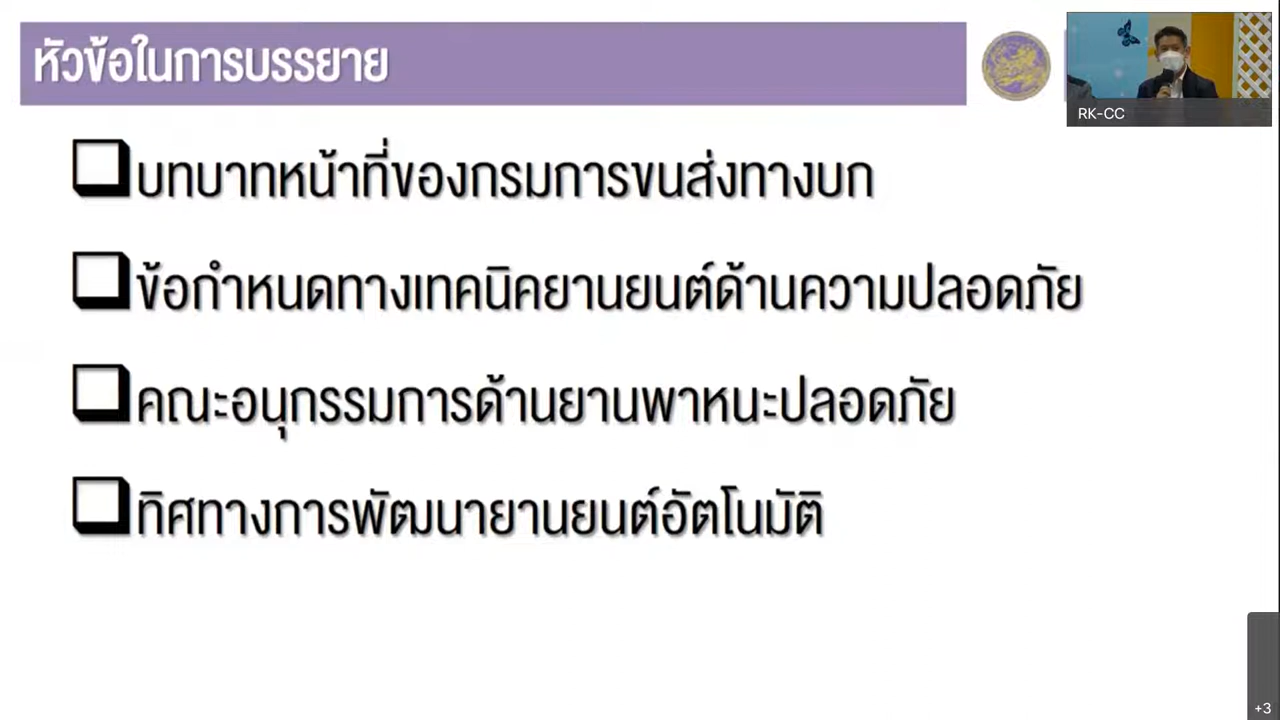 หัวข้อในการบรรยาย
RK-CC
บทบาทหน้าที่ของกรมการขนส่งทางบก
ข้อกำหนดทางเทคนิคยานยนต์ด้านความปลอดภัย
คณะอนุกรรมการด้านยานพาหนะปลอดภัย
ทิศทางการพัฒนายานยนต์อัตโนมัติ
+3